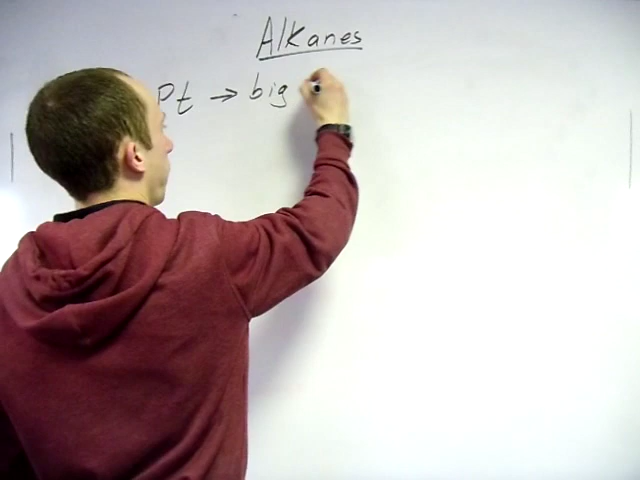 Alkanes
Pt → big